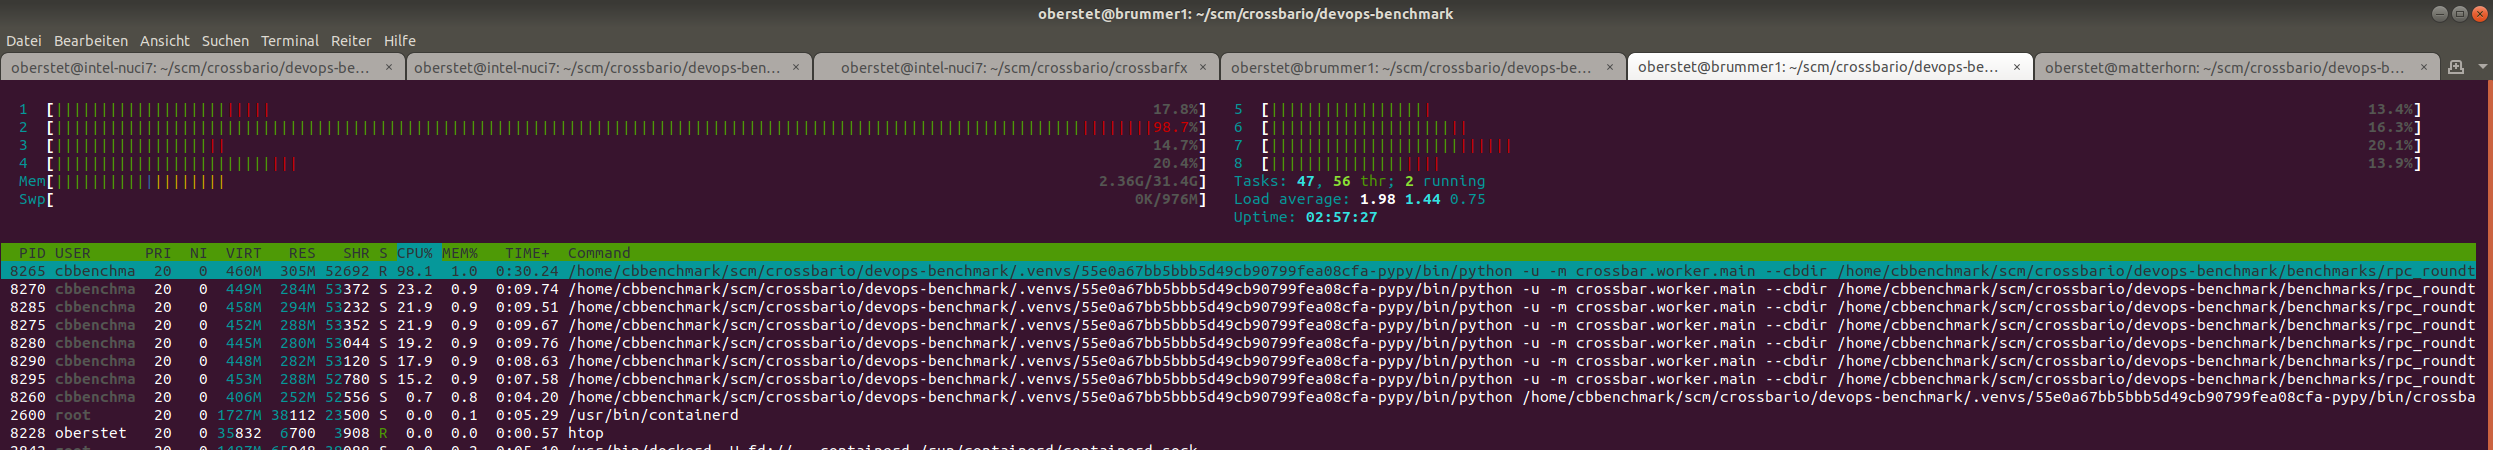 oberstet@brummer1: ~/scm/crossbario/devops-benchmark
Datei Bearbeiten Ansicht Suchen Terminal Reiter Hilfe
oberstet@intel-nuci7: ~/scm/crossbario/devops-be... × oberstet@intel-nuci7: ~/scm/crossbario/devops-ben... × oberstet@intel-nuci7: ~/scm/crossbario/crossbarfx × oberstet@brummer1: ~/scm/crossbario/devops-be... × oberstet@brummer1: ~/scm/crossbario/devops-be... × oberstet@matterhorn: ~/scm/crossbario/devops-b... ×
1 [ 17.8%] 5 [ 13.4%]
2 [ 98.7%] 6 [ 16.3%]
3 [ 14.7%] 7 [ 20.1%]
4 [ 20.4%] 8 [ 13.9%]
Mem[ 2.36G/31.4G] Tasks: 47, 56 thr; 2 running
Swp[ 0K/976M] Load average: 1.98 1.44 0.75
Uptime: 02:57:27
PID USER PRI NI VIRT RES SHR S CPU% MEM% TIME+ Command
8265 cbbenchma 20 0 460M 305M 52692 R 98.1 1.0 0:30.24 /home/cbbenchmark/scm/crossbario/devops-benchmark/.venvs/55e0a67bb5bbb5d49cb90799fea08cfa-pypy/bin/python -u -m crossbar.worker.main --cbdir /home/cbbenchmark/scm/crossbario/devops-benchmark/benchmarks/rpc_roundt
8270 cbbenchma 20 0 449M 284M 53372 S 23.2 0.9 0:09.74 /home/cbbenchmark/scm/crossbario/devops-benchmark/.venvs/55e0a67bb5bbb5d49cb90799fea08cfa-pypy/bin/python -u -m crossbar.worker.main --cbdir /home/cbbenchmark/scm/crossbario/devops-benchmark/benchmarks/rpc_roundt
8285 cbbenchma 20 0 458M 294M 53232 S 21.9 0.9 0:09.51 /home/cbbenchmark/scm/crossbario/devops-benchmark/.venvs/55e0a67bb5bbb5d49cb90799fea08cfa-pypy/bin/python -u -m crossbar.worker.main --cbdir /home/cbbenchmark/scm/crossbario/devops-benchmark/benchmarks/rpc_roundt
8275 cbbenchma 20 0 452M 288M 53352 S 21.9 0.9 0:09.67 /home/cbbenchmark/scm/crossbario/devops-benchmark/.venvs/55e0a67bb5bbb5d49cb90799fea08cfa-pypy/bin/python -u -m crossbar.worker.main --cbdir /home/cbbenchmark/scm/crossbario/devops-benchmark/benchmarks/rpc_roundt
8280 cbbenchma 20 0 445M 280M 53044 S 19.2 0.9 0:09.76 /home/cbbenchmark/scm/crossbario/devops-benchmark/.venvs/55e0a67bb5bbb5d49cb90799fea08cfa-pypy/bin/python -u -m crossbar.worker.main --cbdir /home/cbbenchmark/scm/crossbario/devops-benchmark/benchmarks/rpc_roundt
8290 cbbenchma 20 0 448M 282M 53120 S 17.9 0.9 0:08.63 /home/cbbenchmark/scm/crossbario/devops-benchmark/.venvs/55e0a67bb5bbb5d49cb90799fea08cfa-pypy/bin/python -u -m crossbar.worker.main --cbdir /home/cbbenchmark/scm/crossbario/devops-benchmark/benchmarks/rpc_roundt
8295 cbbenchma 20 0 453M 288M 52780 S 15.2 0.9 0:07.58 /home/cbbenchmark/scm/crossbario/devops-benchmark/.venvs/55e0a67bb5bbb5d49cb90799fea08cfa-pypy/bin/python -u -m crossbar.worker.main --cbdir /home/cbbenchmark/scm/crossbario/devops-benchmark/benchmarks/rpc_roundt
8260 cbbenchma 20 0 406M 252M 52556 S 0.7 0.8 0:04.20 /home/cbbenchmark/scm/crossbario/devops-benchmark/.venvs/55e0a67bb5bbb5d49cb90799fea08cfa-pypy/bin/python /home/cbbenchmark/scm/crossbario/devops-benchmark/.venvs/55e0a67bb5bbb5d49cb90799fea08cfa-pypy/bin/crossba
2600 root 20 0 1727M 38112 23500 S 0.0 0.1 0:05.29 /usr/bin/containerd
8228 oberstet 20 0 35832 6700 3908 R 0.0 0.0 0:00.57 htop